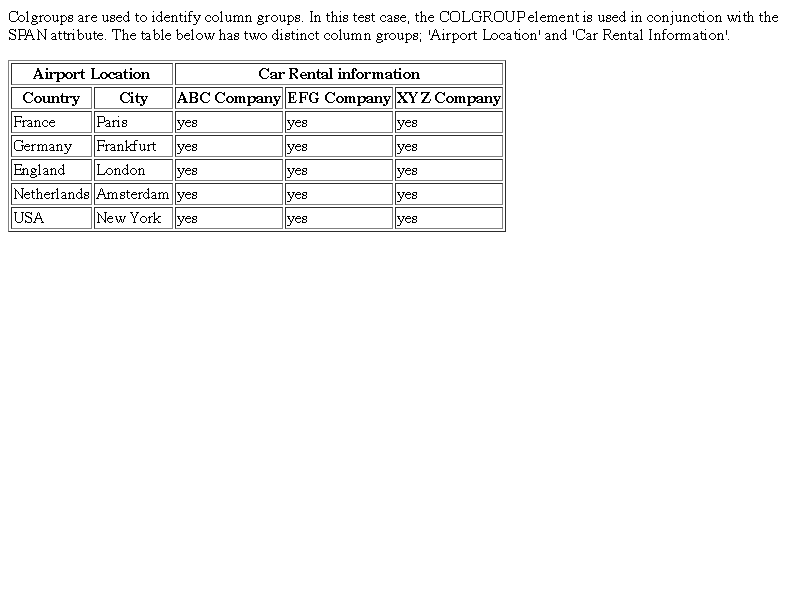 Colgroups are used to identify column groups. In this test case, the COLGROUP element is used in conjunction with the
SPAN attribute. The table below has two distinct column groups; 'Airport Location' and 'Car Rental Information'.
Airport Location Car Rental information
Country City ABC Company EFG Company XYZ Company
France Paris yes yes yes
Germany Frankfurt yes yes yes
England London yes yes yes
Netherlands Amsterdam yes yes yes
USA New York yes yes yes